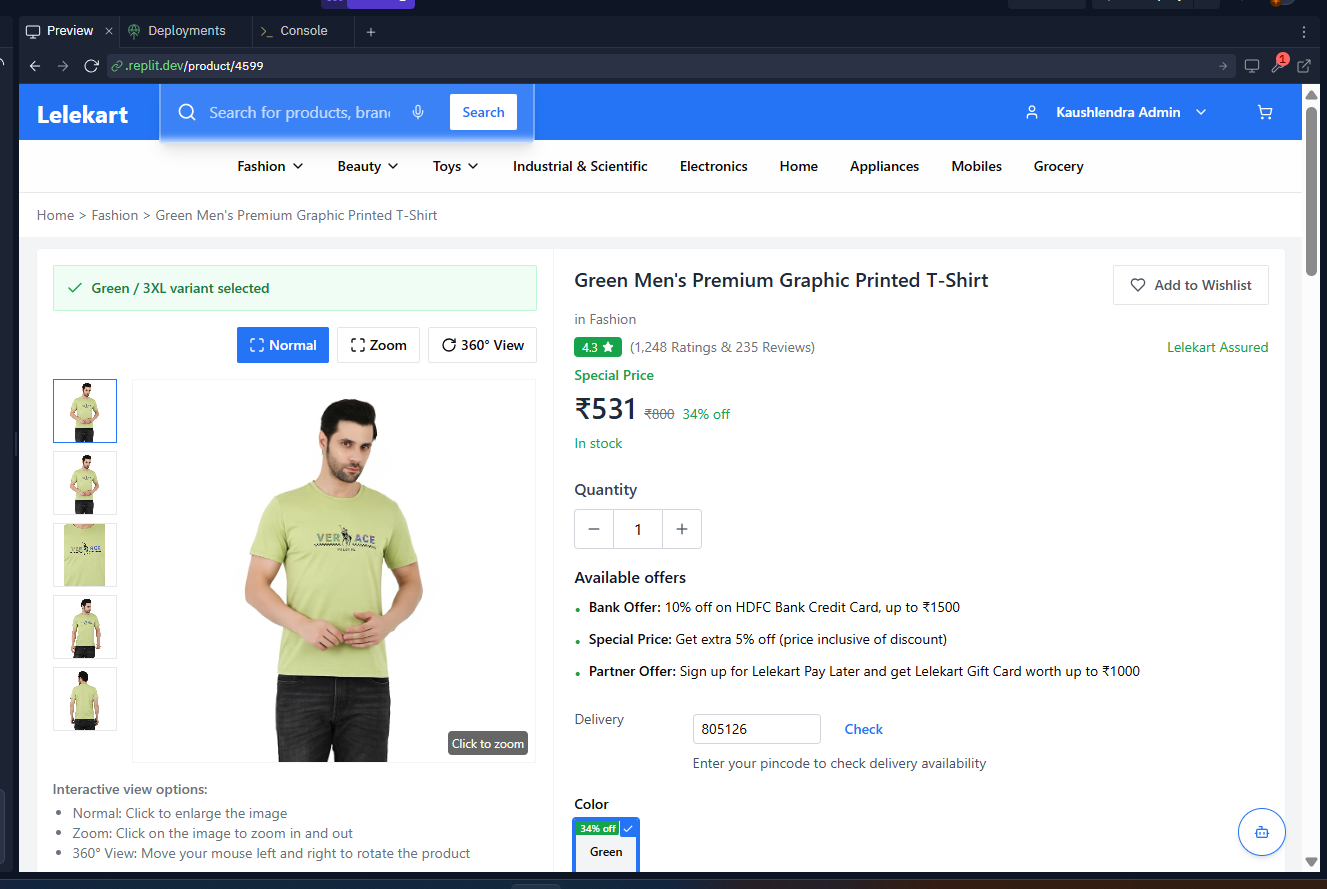 Preview
Deployments
Console
.replit.dev/product/4599
1
Lelekart
Search for products, bran
Search
Kaushlendra Admin
Fashion
Beauty
Toys
Industrial & Scientific
Electronics
Home
Appliances
Mobiles
Grocery
Home > Fashion > Green Men's Premium Graphic Printed T-Shirt
Green / 3XL variant selected
Normal
Zoom
360° View
VER ACE
Click to zoom
Interactive view options:
Normal: Click to enlarge the image
Zoom: Click on the image to zoom in and out
360° View: Move your mouse left and right to rotate the product
Green Men's Premium Graphic Printed T-Shirt
Add to Wishlist
in Fashion
4.3 ★ (1,248 Ratings & 235 Reviews)
Lelekart Assured
Special Price
₹531 ₹800 34% off
In stock
Quantity
− 1 +
Available offers
Bank Offer: 10% off on HDFC Bank Credit Card, up to ₹1500
Special Price: Get extra 5% off (price inclusive of discount)
Partner Offer: Sign up for Lelekart Pay Later and get Lelekart Gift Card worth up to ₹1000
Delivery
805126
Check
Enter your pincode to check delivery availability
Color
34% off
Green